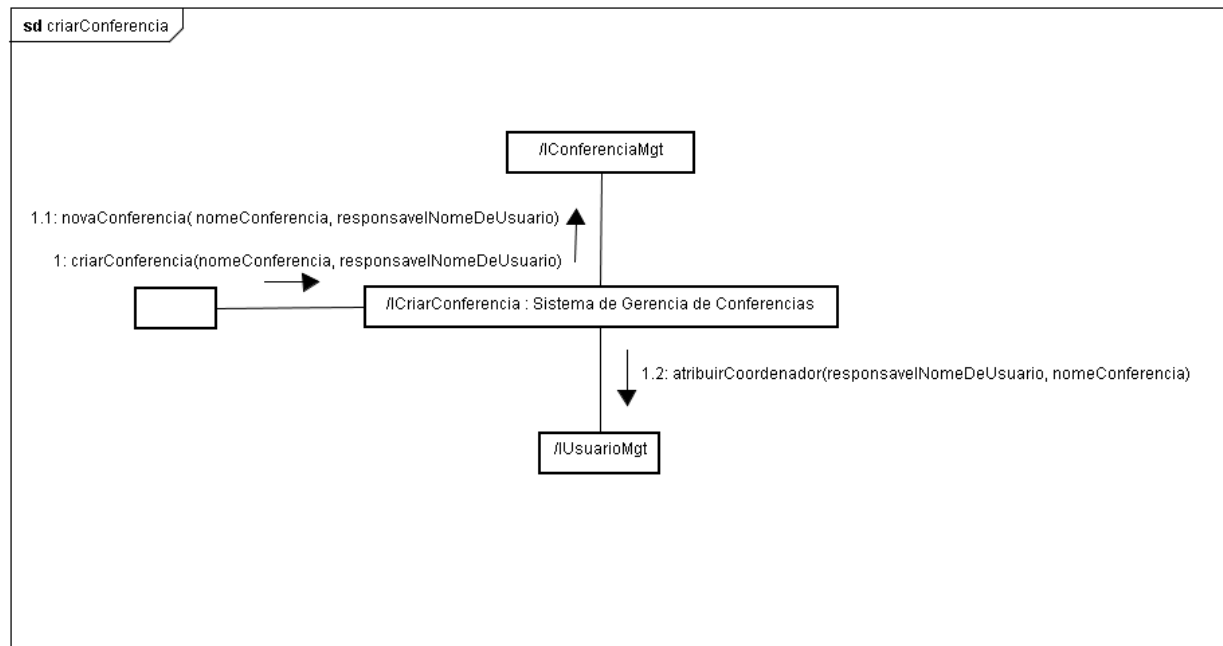 sd criarConferencia
/IConferenciaMgt
1.1: novaConferencia( nomeConferencia, responsavelNomeDeUsuario)
1: criarConferencia(nomeConferencia, responsavelNomeDeUsuario)
/ICriarConferencia : Sistema de Gerencia de Conferencias
1.2: atribuirCoordenador(responsavelNomeDeUsuario, nomeConferencia)
/IUsuarioMgt